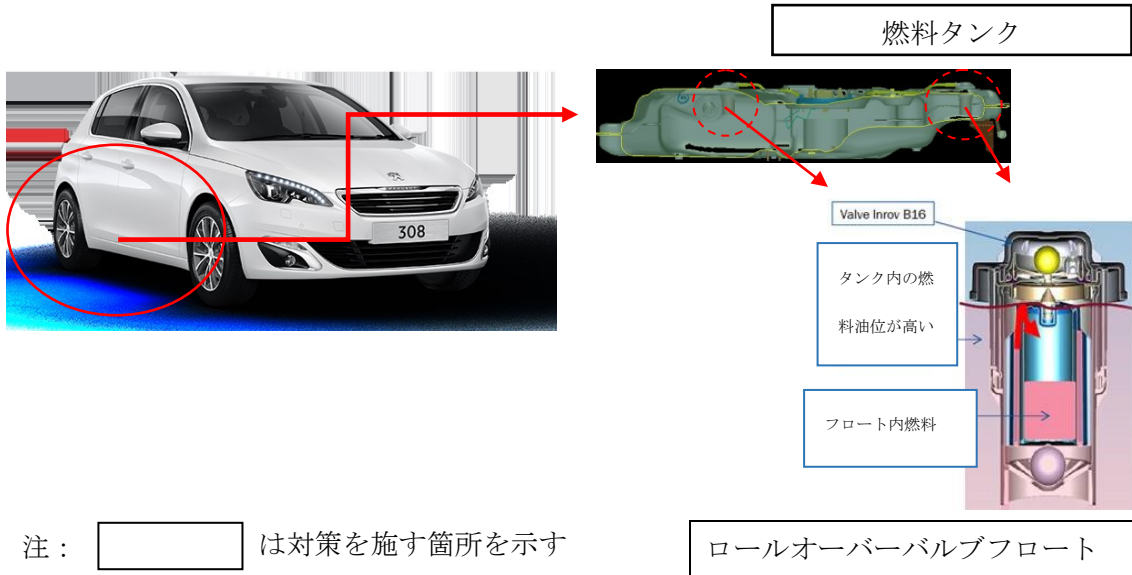 燃料タンク
308
Valve Inrov B16
タンク内の燃
料油位が高い
フロート内燃料
注： は対策を施す箇所を示す
ロールオーバーバルブフロート